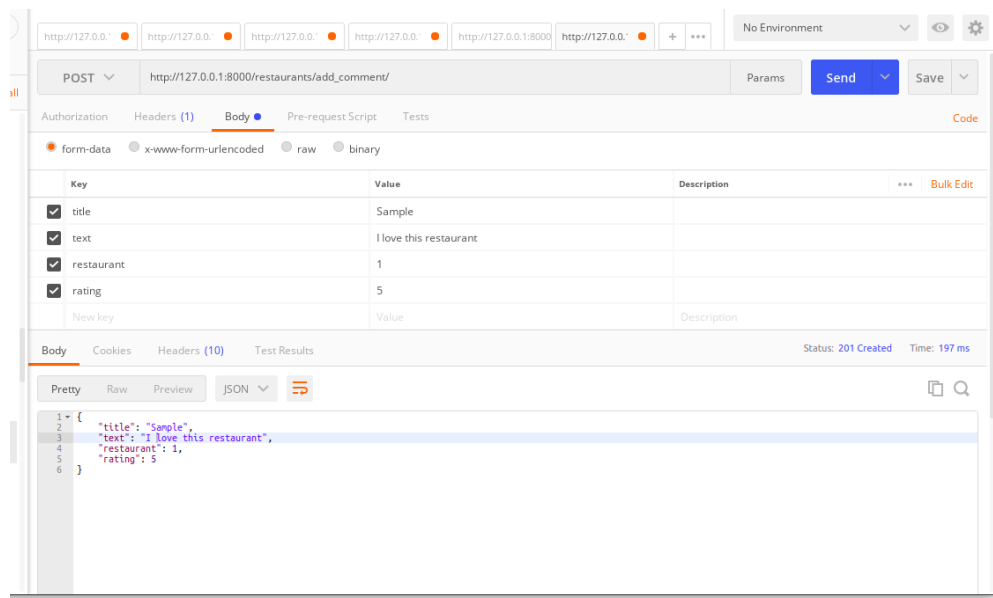 http://127.0.0.' http://127.0.0.' http://127.0.0.' http://127.0.0.' http://127.0.0.1:8000 http://127.0.0.' + ••• No Environment
POST http://127.0.0.1:8000/restaurants/add_comment/ Params Send Save
all
Authorization Headers (1) Body Pre-request Script Tests Code
form-data x-www-form-urlencoded raw binary
Key Value Description ••• Bulk Edit
title Sample
text I love this restaurant
restaurant 1
rating 5
New key Value Description
Body Cookies Headers (10) Test Results Status: 201 Created Time: 197 ms
Pretty Raw Preview JSON
1 {
2 "title": "Sample",
3 "text": "I love this restaurant",
4 "restaurant": 1,
5 "rating": 5
6 }